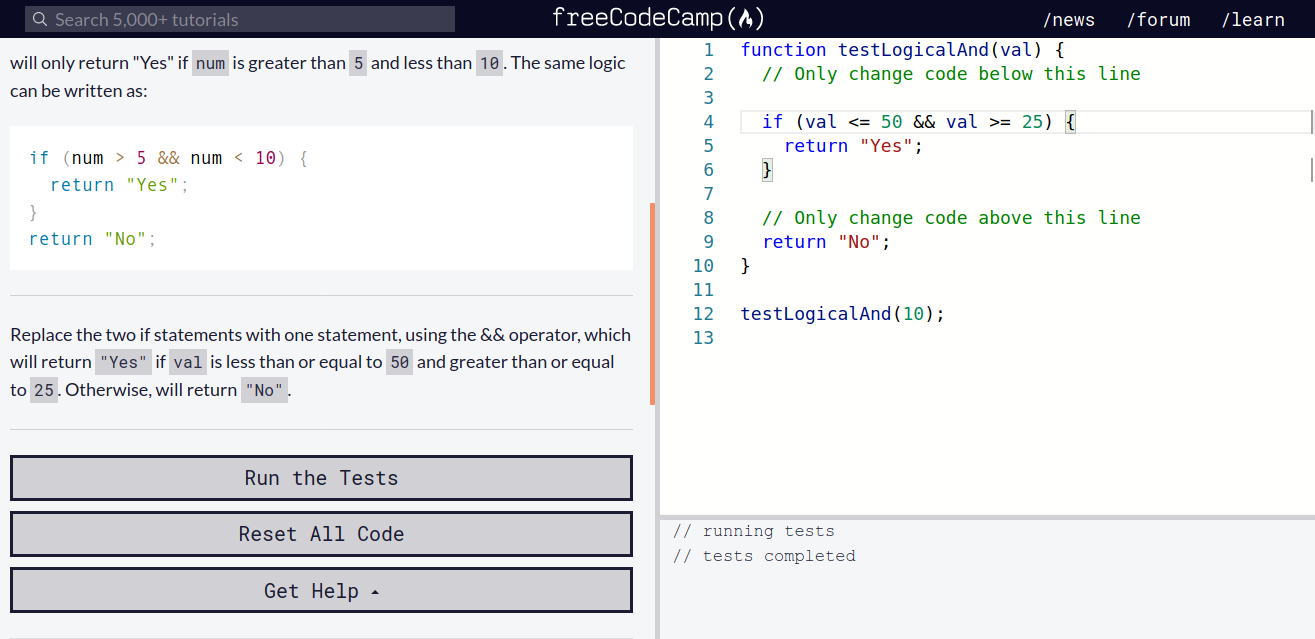 Search 5,000+ tutorials
freeCodeCamp(🔥)
/news /forum /learn
will only return "Yes" if num is greater than 5 and less than 10. The same logic
can be written as:
if (num > 5 && num < 10) {
  return "Yes";
}
return "No";
Replace the two if statements with one statement, using the && operator, which
will return "Yes" if val is less than or equal to 50 and greater than or equal
to 25. Otherwise, will return "No".
Run the Tests
Reset All Code
Get Help
1 function testLogicalAnd(val) {
2   // Only change code below this line
3
4   if (val <= 50 && val >= 25) {
5     return "Yes";
6   }
7
8   // Only change code above this line
9   return "No";
10 }
11
12 testLogicalAnd(10);
13
// running tests
// tests completed